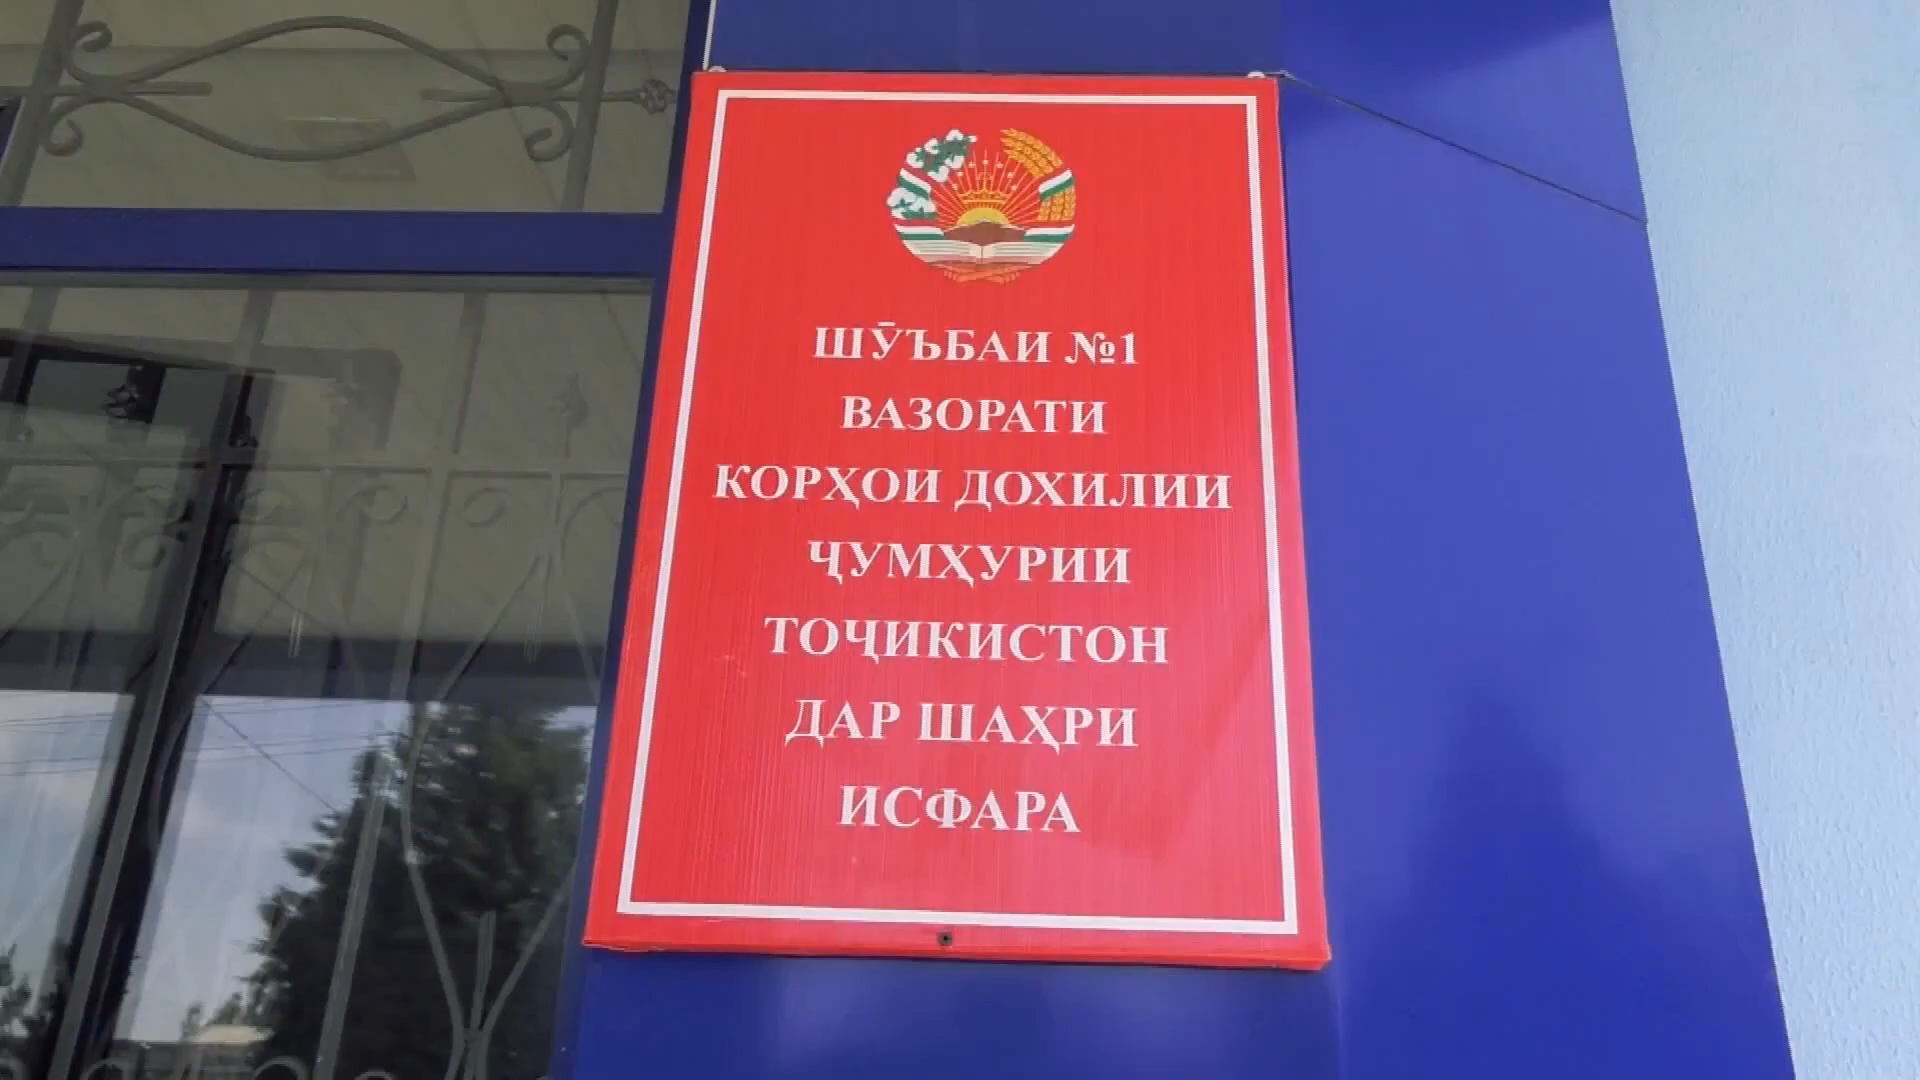 ШӮЪБАИ №1
ВАЗОРАТИ
КОРҲОИ ДОХИЛИИ
ҶУМҲУРИИ
ТОҶИКИСТОН
ДАР ШАҲРИ
ИСФАРА